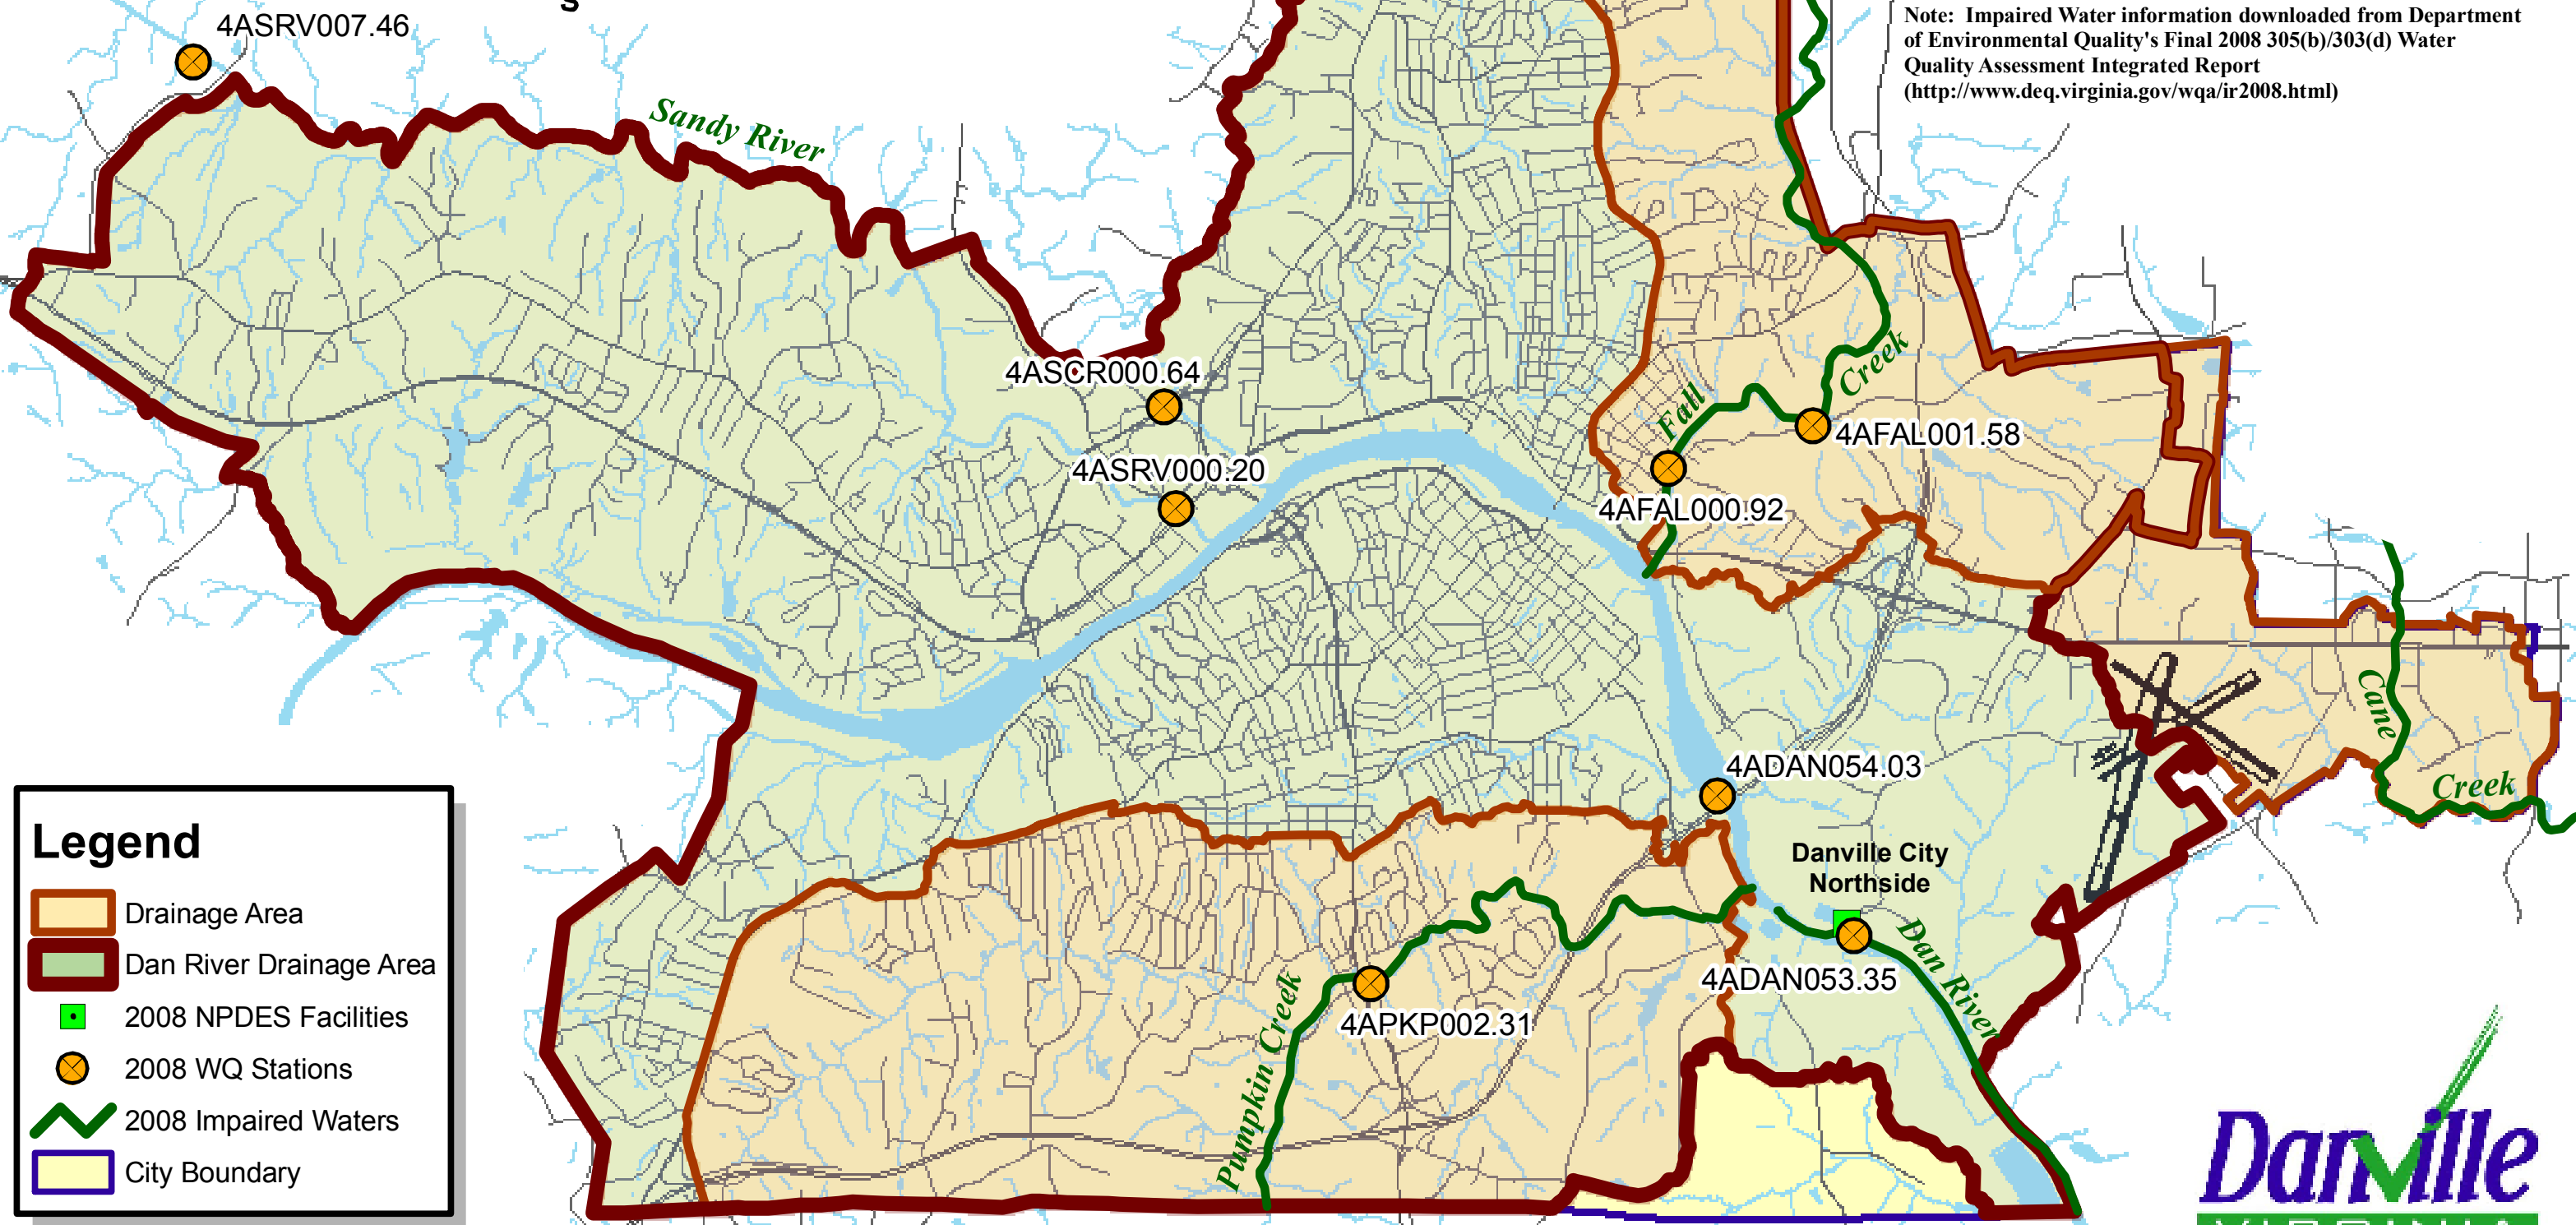 s
4ASRV007.46
Note: Impaired Water information downloaded from Department
of Environmental Quality's Final 2008 305(b)/303(d) Water
Quality Assessment Integrated Report
(http://www.deq.virginia.gov/wqa/ir2008.html)
Sandy River
4ASCR000.64
4ASRV000.20
Fall Creek
4AFAL001.58
4AFAL000.92
Cane Creek
4ADAN054.03
Danville City
Northside
4ADAN053.35
Dan River
Pumpkin Creek
4APKP002.31
Legend
Drainage Area
Dan River Drainage Area
2008 NPDES Facilities
2008 WQ Stations
2008 Impaired Waters
City Boundary
Danville